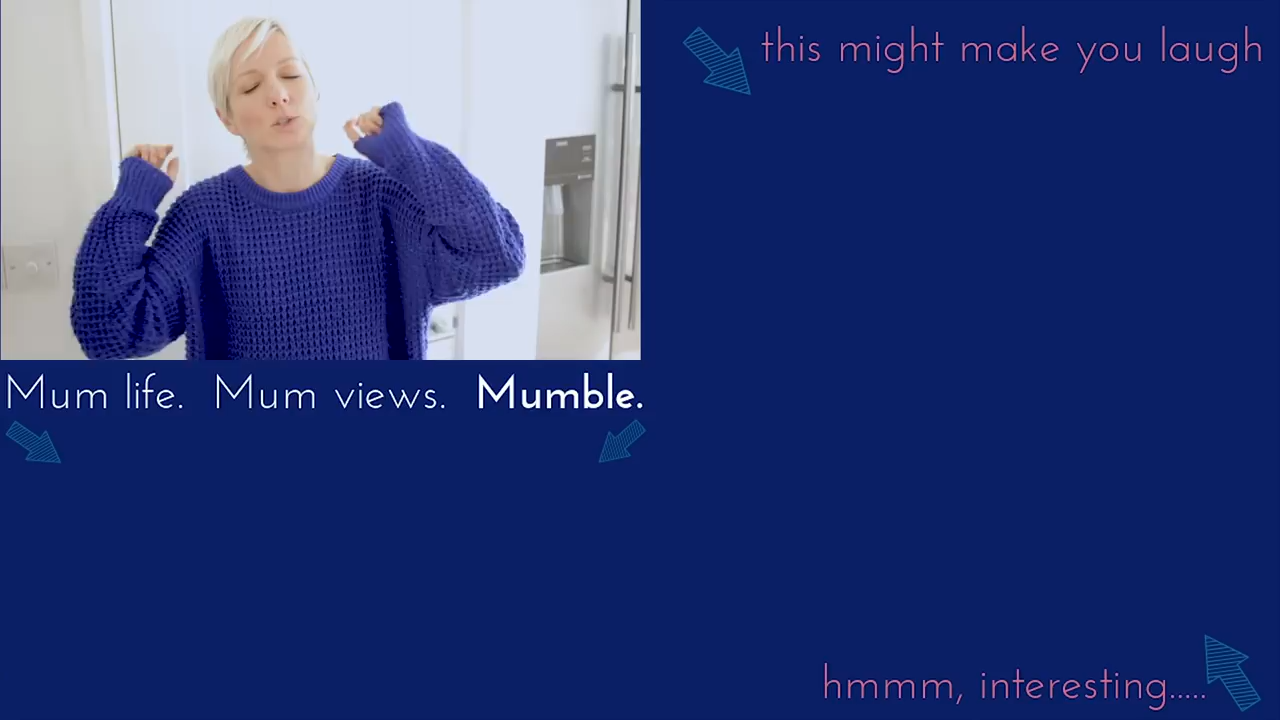 this might make you laugh
Mum life. Mum views. Mumble.
hmmm, interesting.....